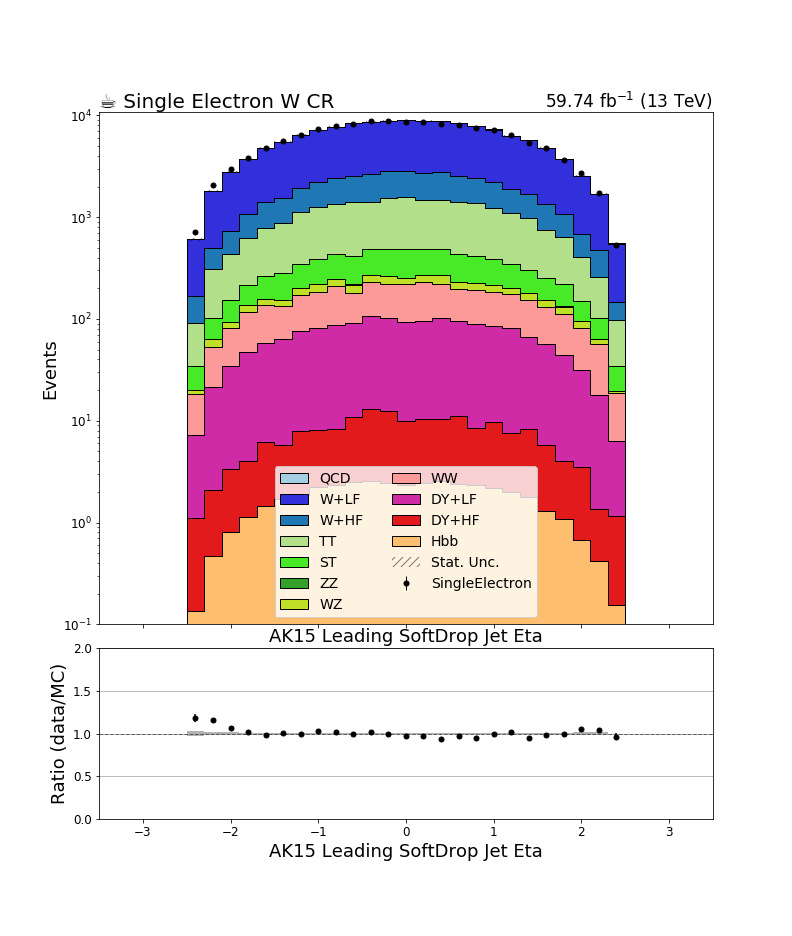 ☕ Single Electron W CR 59.74 fb⁻¹ (13 TeV)
Events
10⁴
10³
10²
10¹
10⁰
10⁻¹
QCD WW
W+LF DY+LF
W+HF DY+HF
TT Hbb
ST Stat. Unc.
ZZ SingleElectron
WZ
AK15 Leading SoftDrop Jet Eta
Ratio (data/MC)
2.0
1.5
1.0
0.5
0.0
−3 −2 −1 0 1 2 3
AK15 Leading SoftDrop Jet Eta